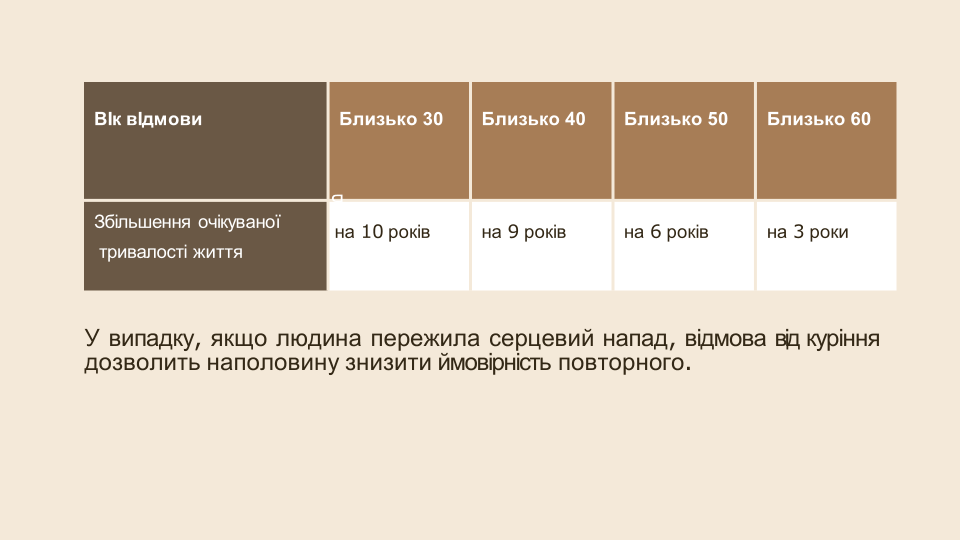 ВІк вІдмови Близько 30 Близько 40 Близько 50 Близько 60
я
Збільшення очікуваної
тривалості життя
на 10 років на 9 років на 6 років на 3 роки
У випадку, якщо людина пережила серцевий напад, відмова від куріння
дозволить наполовину знизити ймовірність повторного.